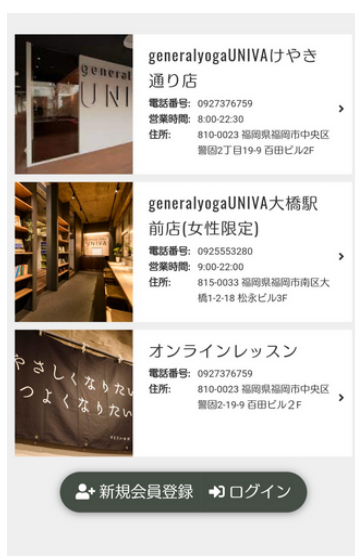 general
UNI
generalyogaUNIVAけやき
通り店
電話番号: 0927376759
営業時間: 8:00-22:30
住所: 810-0023 福岡県福岡市中央区
警固2丁目19-9 百田ビル2F
UNIVA
generalyogaUNIVA大橋駅
前店(女性限定)
電話番号: 0925553280
営業時間: 9:00-22:00
住所: 815-0033 福岡県福岡市南区大
橋1-2-18 松永ビル3F
やさしくなりたい
つよくなりたい
オンラインレッスン
電話番号: 0927376759
住所: 810-0023 福岡県福岡市中央区
警固2-19-9 百田ビル２F
新規会員登録 ログイン